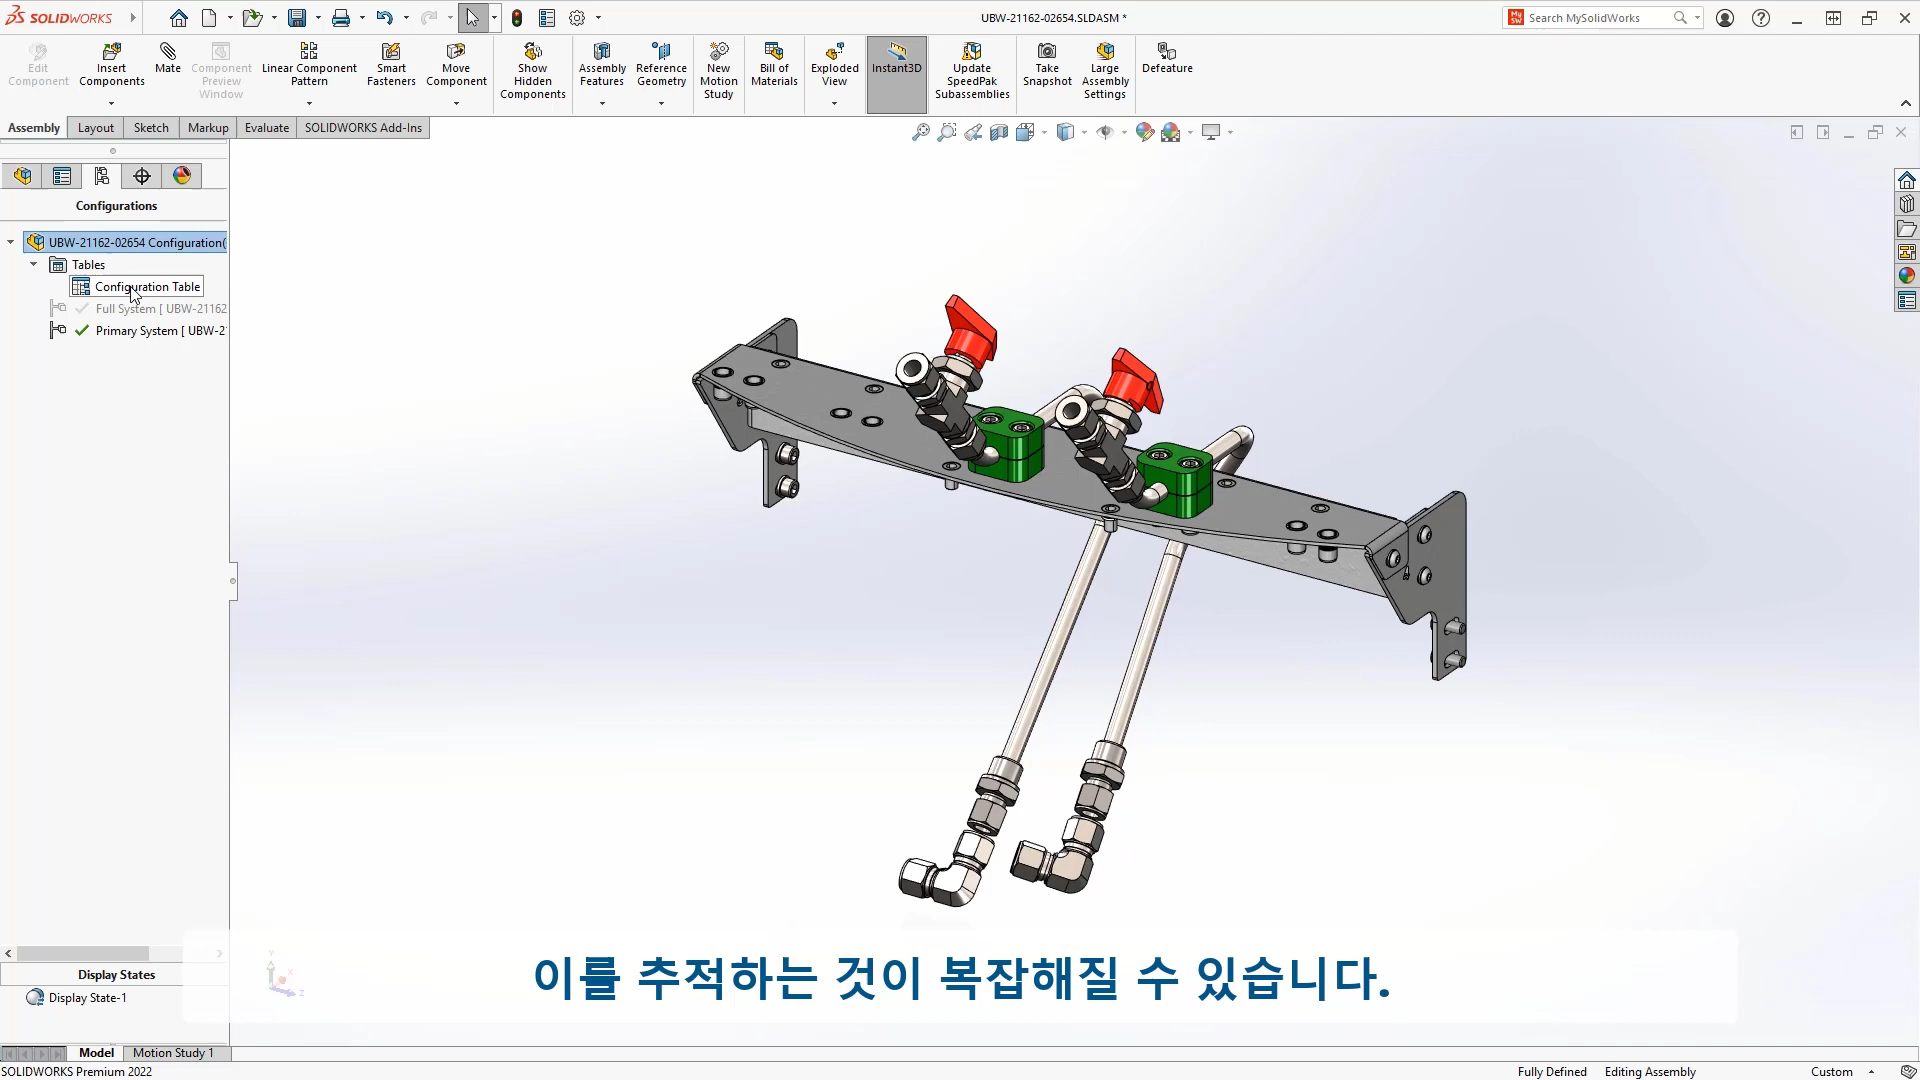 SOLIDWORKS
UBW-21162-02654.SLDASM *
Search MySolidWorks
Edit Component
Insert Components
Mate
Component Preview Window
Linear Component Pattern
Smart Fasteners
Move Component
Show Hidden Components
Assembly Features
Reference Geometry
New Motion Study
Bill of Materials
Exploded View
Instant3D
Update SpeedPak Subassemblies
Take Snapshot
Large Assembly Settings
Defeature
Assembly Layout Sketch Markup Evaluate SOLIDWORKS Add-Ins
Configurations
UBW-21162-02654 Configuration(
Tables
Configuration Table
Full System [ UBW-21162
Primary System [ UBW-2
이를 추적하는 것이 복잡해질 수 있습니다.
Display States
Display State-1
Model Motion Study 1
SOLIDWORKS Premium 2022
Fully Defined Editing Assembly Custom